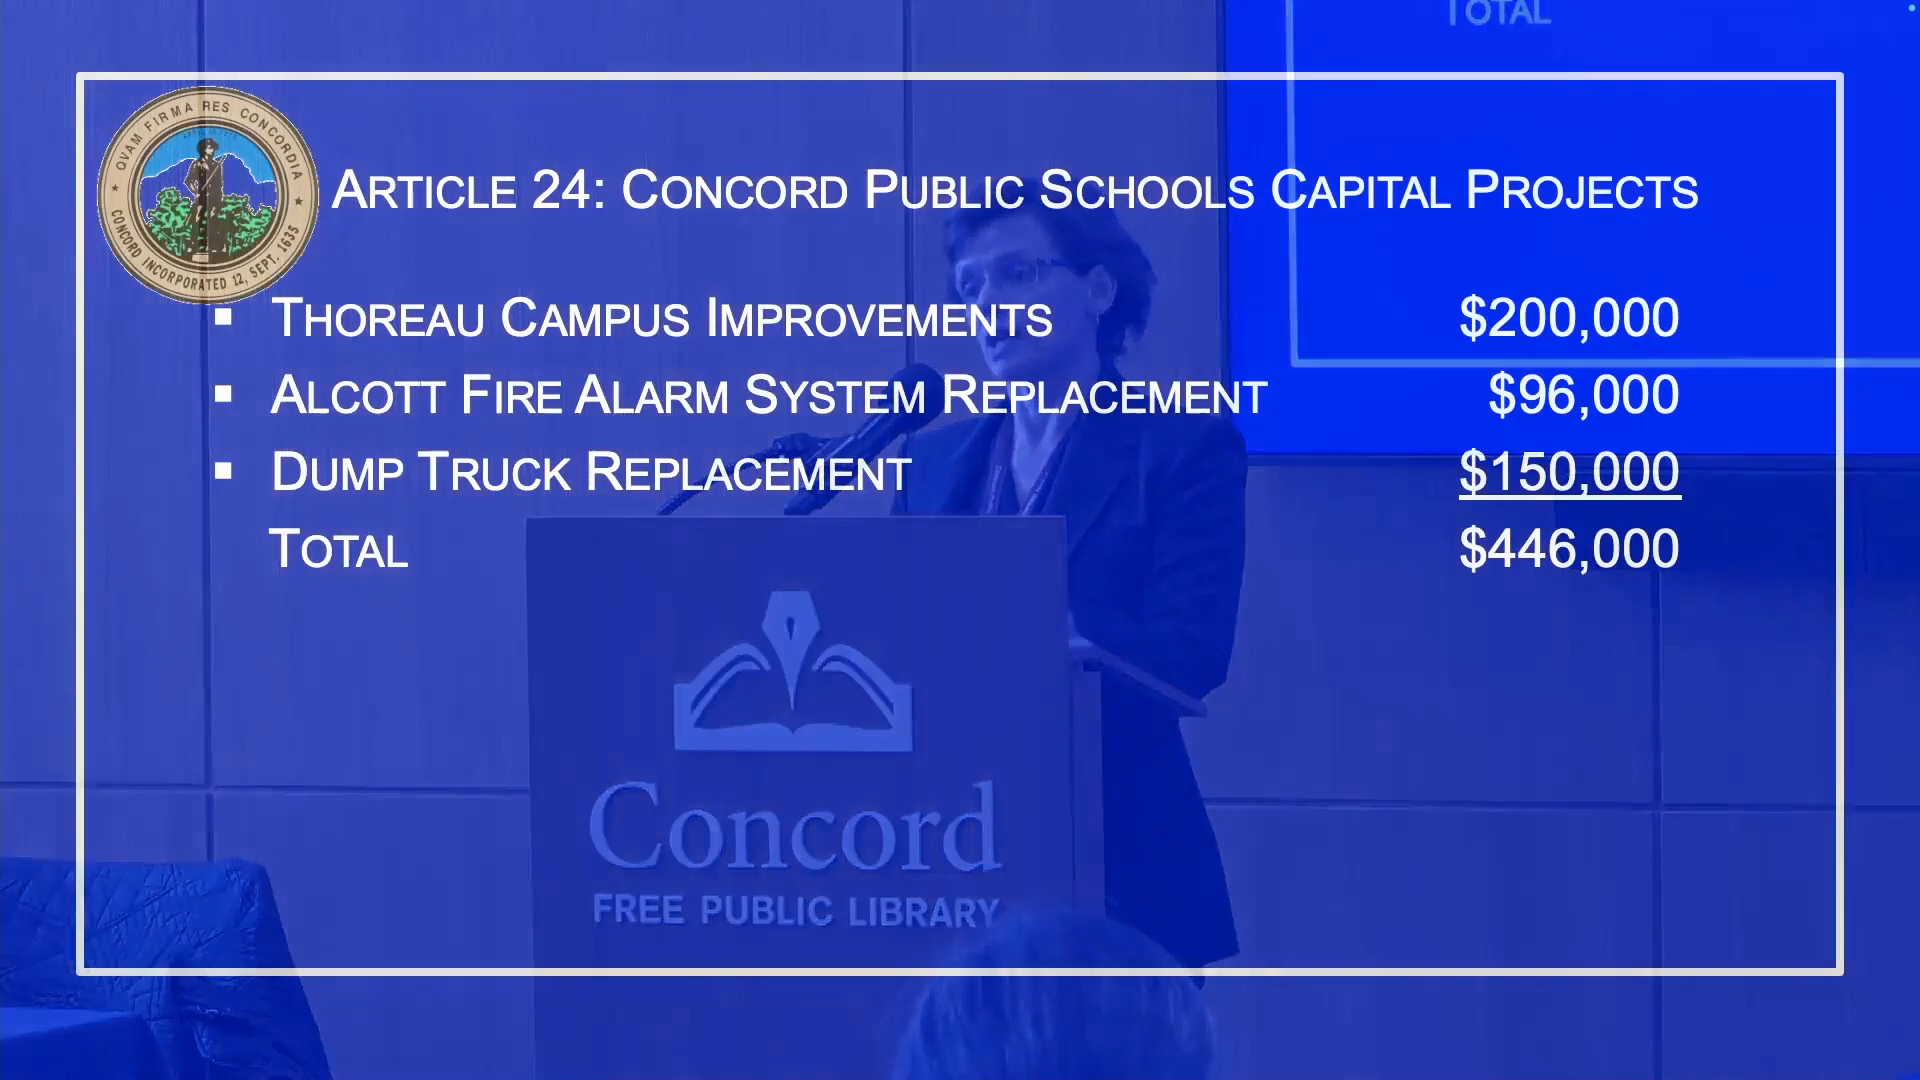 TOTAL
QVAM FIRMA RES CONCORDIA
CONCORD INCORPORATED 12, SEPT. 1635
ARTICLE 24: CONCORD PUBLIC SCHOOLS CAPITAL PROJECTS
▪ THOREAU CAMPUS IMPROVEMENTS $200,000
▪ ALCOTT FIRE ALARM SYSTEM REPLACEMENT $96,000
▪ DUMP TRUCK REPLACEMENT $150,000
TOTAL $446,000
Concord
FREE PUBLIC LIBRARY